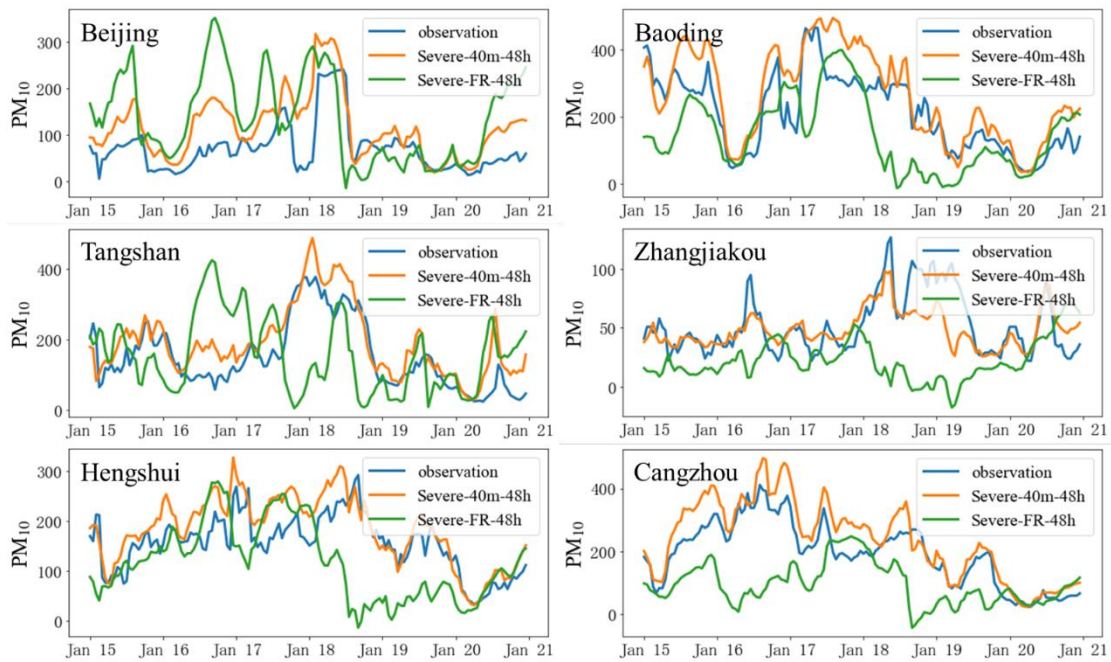 Beijing
observation
Severe-40m-48h
Severe-FR-48h
PM10
300
200
100
0
Jan 15 Jan 16 Jan 17 Jan 18 Jan 19 Jan 20 Jan 21
Baoding
observation
Severe-40m-48h
Severe-FR-48h
PM10
400
200
0
Jan 15 Jan 16 Jan 17 Jan 18 Jan 19 Jan 20 Jan 21
Tangshan
observation
Severe-40m-48h
Severe-FR-48h
PM10
400
200
0
Jan 15 Jan 16 Jan 17 Jan 18 Jan 19 Jan 20 Jan 21
Zhangjiakou
observation
Severe-40m-48h
Severe-FR-48h
PM10
100
50
0
Jan 15 Jan 16 Jan 17 Jan 18 Jan 19 Jan 20 Jan 21
Hengshui
observation
Severe-40m-48h
Severe-FR-48h
PM10
300
200
100
0
Jan 15 Jan 16 Jan 17 Jan 18 Jan 19 Jan 20 Jan 21
Cangzhou
observation
Severe-40m-48h
Severe-FR-48h
PM10
400
200
0
Jan 15 Jan 16 Jan 17 Jan 18 Jan 19 Jan 20 Jan 21